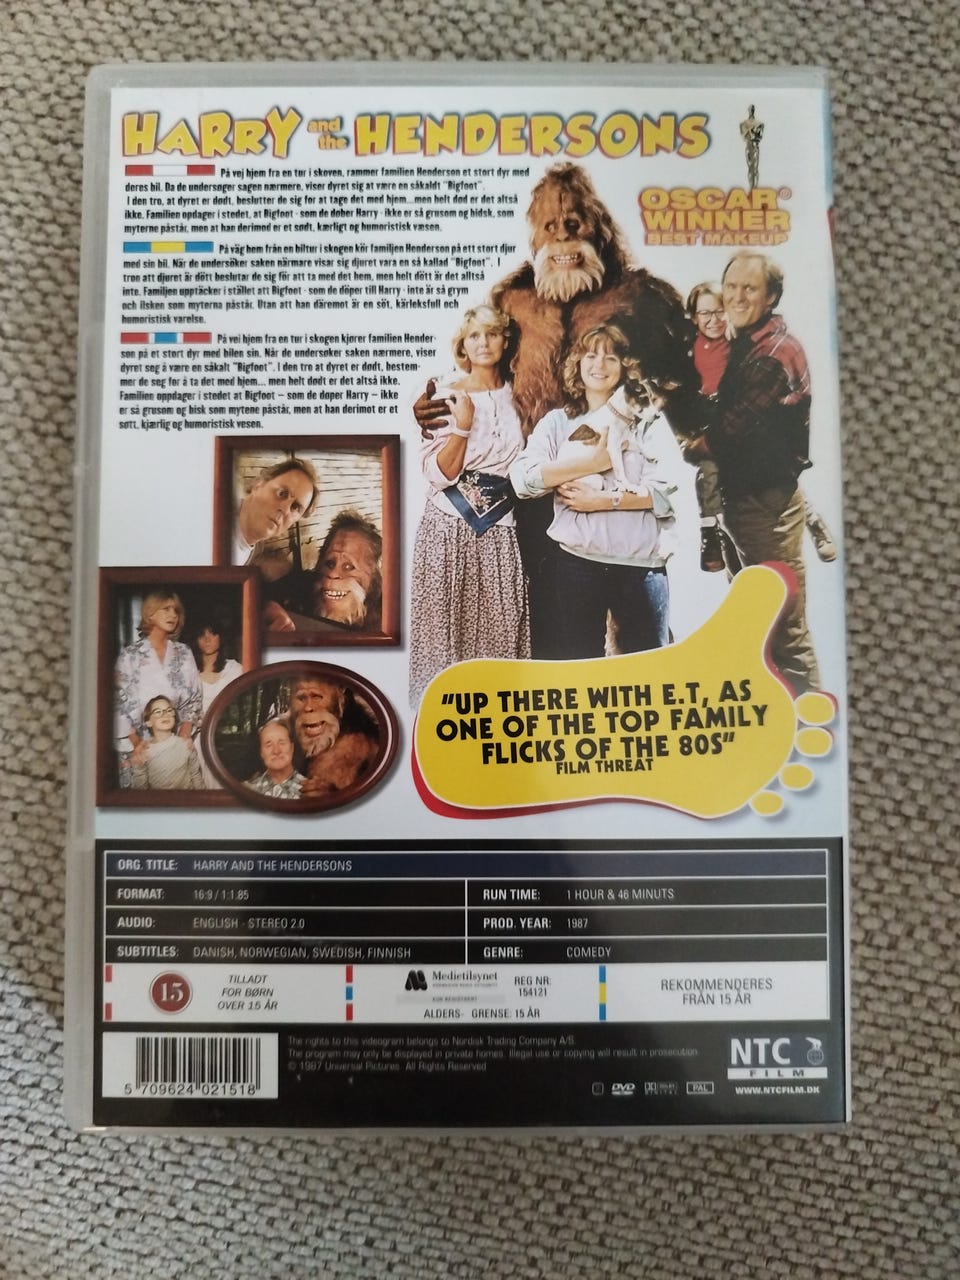 HARRY and the HENDERSONS
OSCAR® WINNER
BEST MAKEUP
På vej hjem fra en tur i skoven, rammer familien Henderson et stort dyr med
deres bil. Da de undersøger sagen nærmere, viser dyret sig at være en såkaldt "Bigfoot".
I den tro, at dyret er dødt, beslutter de sig for at tage det med hjem...men helt død er det altså
ikke. Familien opdager i stedet, at Bigfoot - som de døber Harry - ikke er så grusom og bidsk, som
myterne påstår, men at han derimod er et sødt, kærligt og humoristisk væsen.
På väg hem från en biltur i skogen kör familjen Henderson på ett stort djur
med sin bil. När de undersöker saken närmare visar sig djuret vara en så kallad "Bigfoot". I
tron att djuret är dött beslutar de sig för att ta med det hem, men helt dött är det alltså
inte. Familjen upptäcker i stället att Bigfoot - som de döper till Harry - inte är så grym
och ilsken som myterna påstår. Utan att han däremot är en söt, kärleksfull och
humoristisk varelse.
På vei hjem fra en tur i skogen kjører familien Hender-
son på et stort dyr med bilen sin. Når de undersøker saken nærmere, viser
dyret seg å være en såkalt "Bigfoot". I den tro at dyret er dødt, bestem-
mer de seg for å ta det med hjem... men helt dødt er det altså ikke.
Familien oppdager i stedet at Bigfoot – som de døper Harry – ikke
er så grusom og bisk som mytene påstår, men at han derimot er et
søtt, kjærlig og humoristisk vesen.
"UP THERE WITH E.T, AS
ONE OF THE TOP FAMILY
FLICKS OF THE 80S"
FILM THREAT
ORG. TITLE: HARRY AND THE HENDERSONS
FORMAT: 16:9 / 1:1.85 RUN TIME: 1 HOUR & 46 MINUTS
AUDIO: ENGLISH - STEREO 2.0 PROD. YEAR: 1987
SUBTITLES: DANISH, NORWEGIAN, SWEDISH, FINNISH GENRE: COMEDY
15
TILLADT
FOR BØRN
OVER 15 ÅR
Medietilsynet
REG NR:
154121
ALDERS- GRENSE: 15 ÅR
REKOMMENDERES
FRÅN 15 ÅR
5 709624 021518
The rights to this videogram belongs to Nordisk Trading Company A/S.
The program may only be displayed in private homes. Illegal use or copying will result in prosecution
© 1987 Universal Pictures. All Rights Reserved
NTC
FILM
WWW.NTCFILM.DK
DVD
PAL